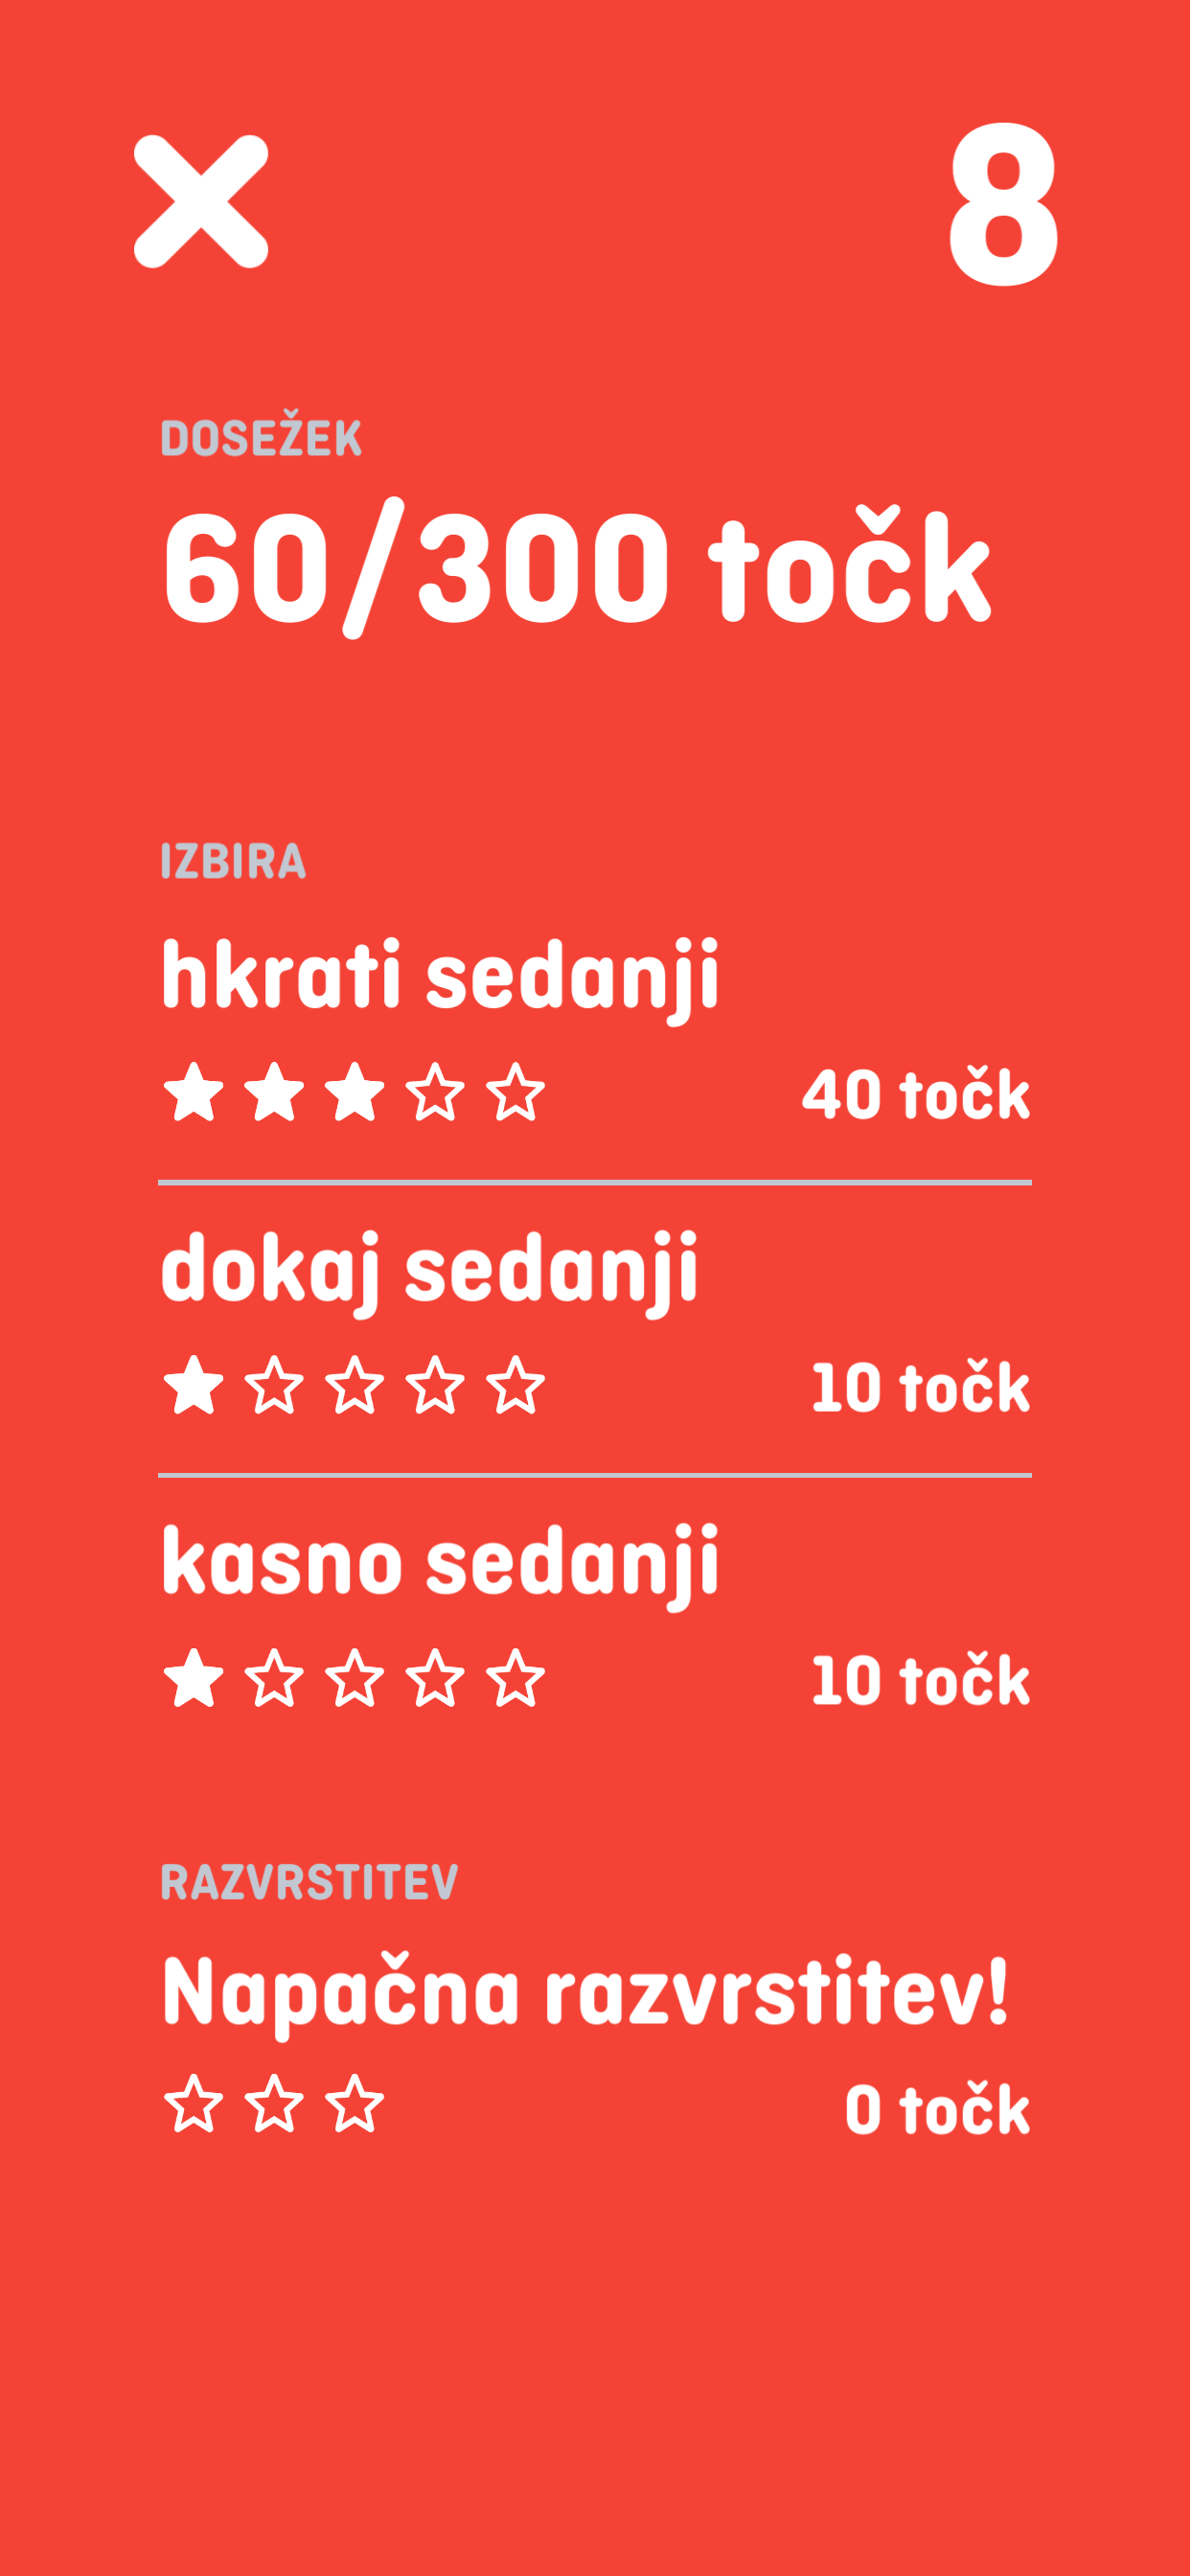 8
DOSEŽEK
60/300 točk
IZBIRA
hkrati sedanji
40 točk
dokaj sedanji
10 točk
kasno sedanji
10 točk
RAZVRSTITEV
Napačna razvrstitev!
0 točk